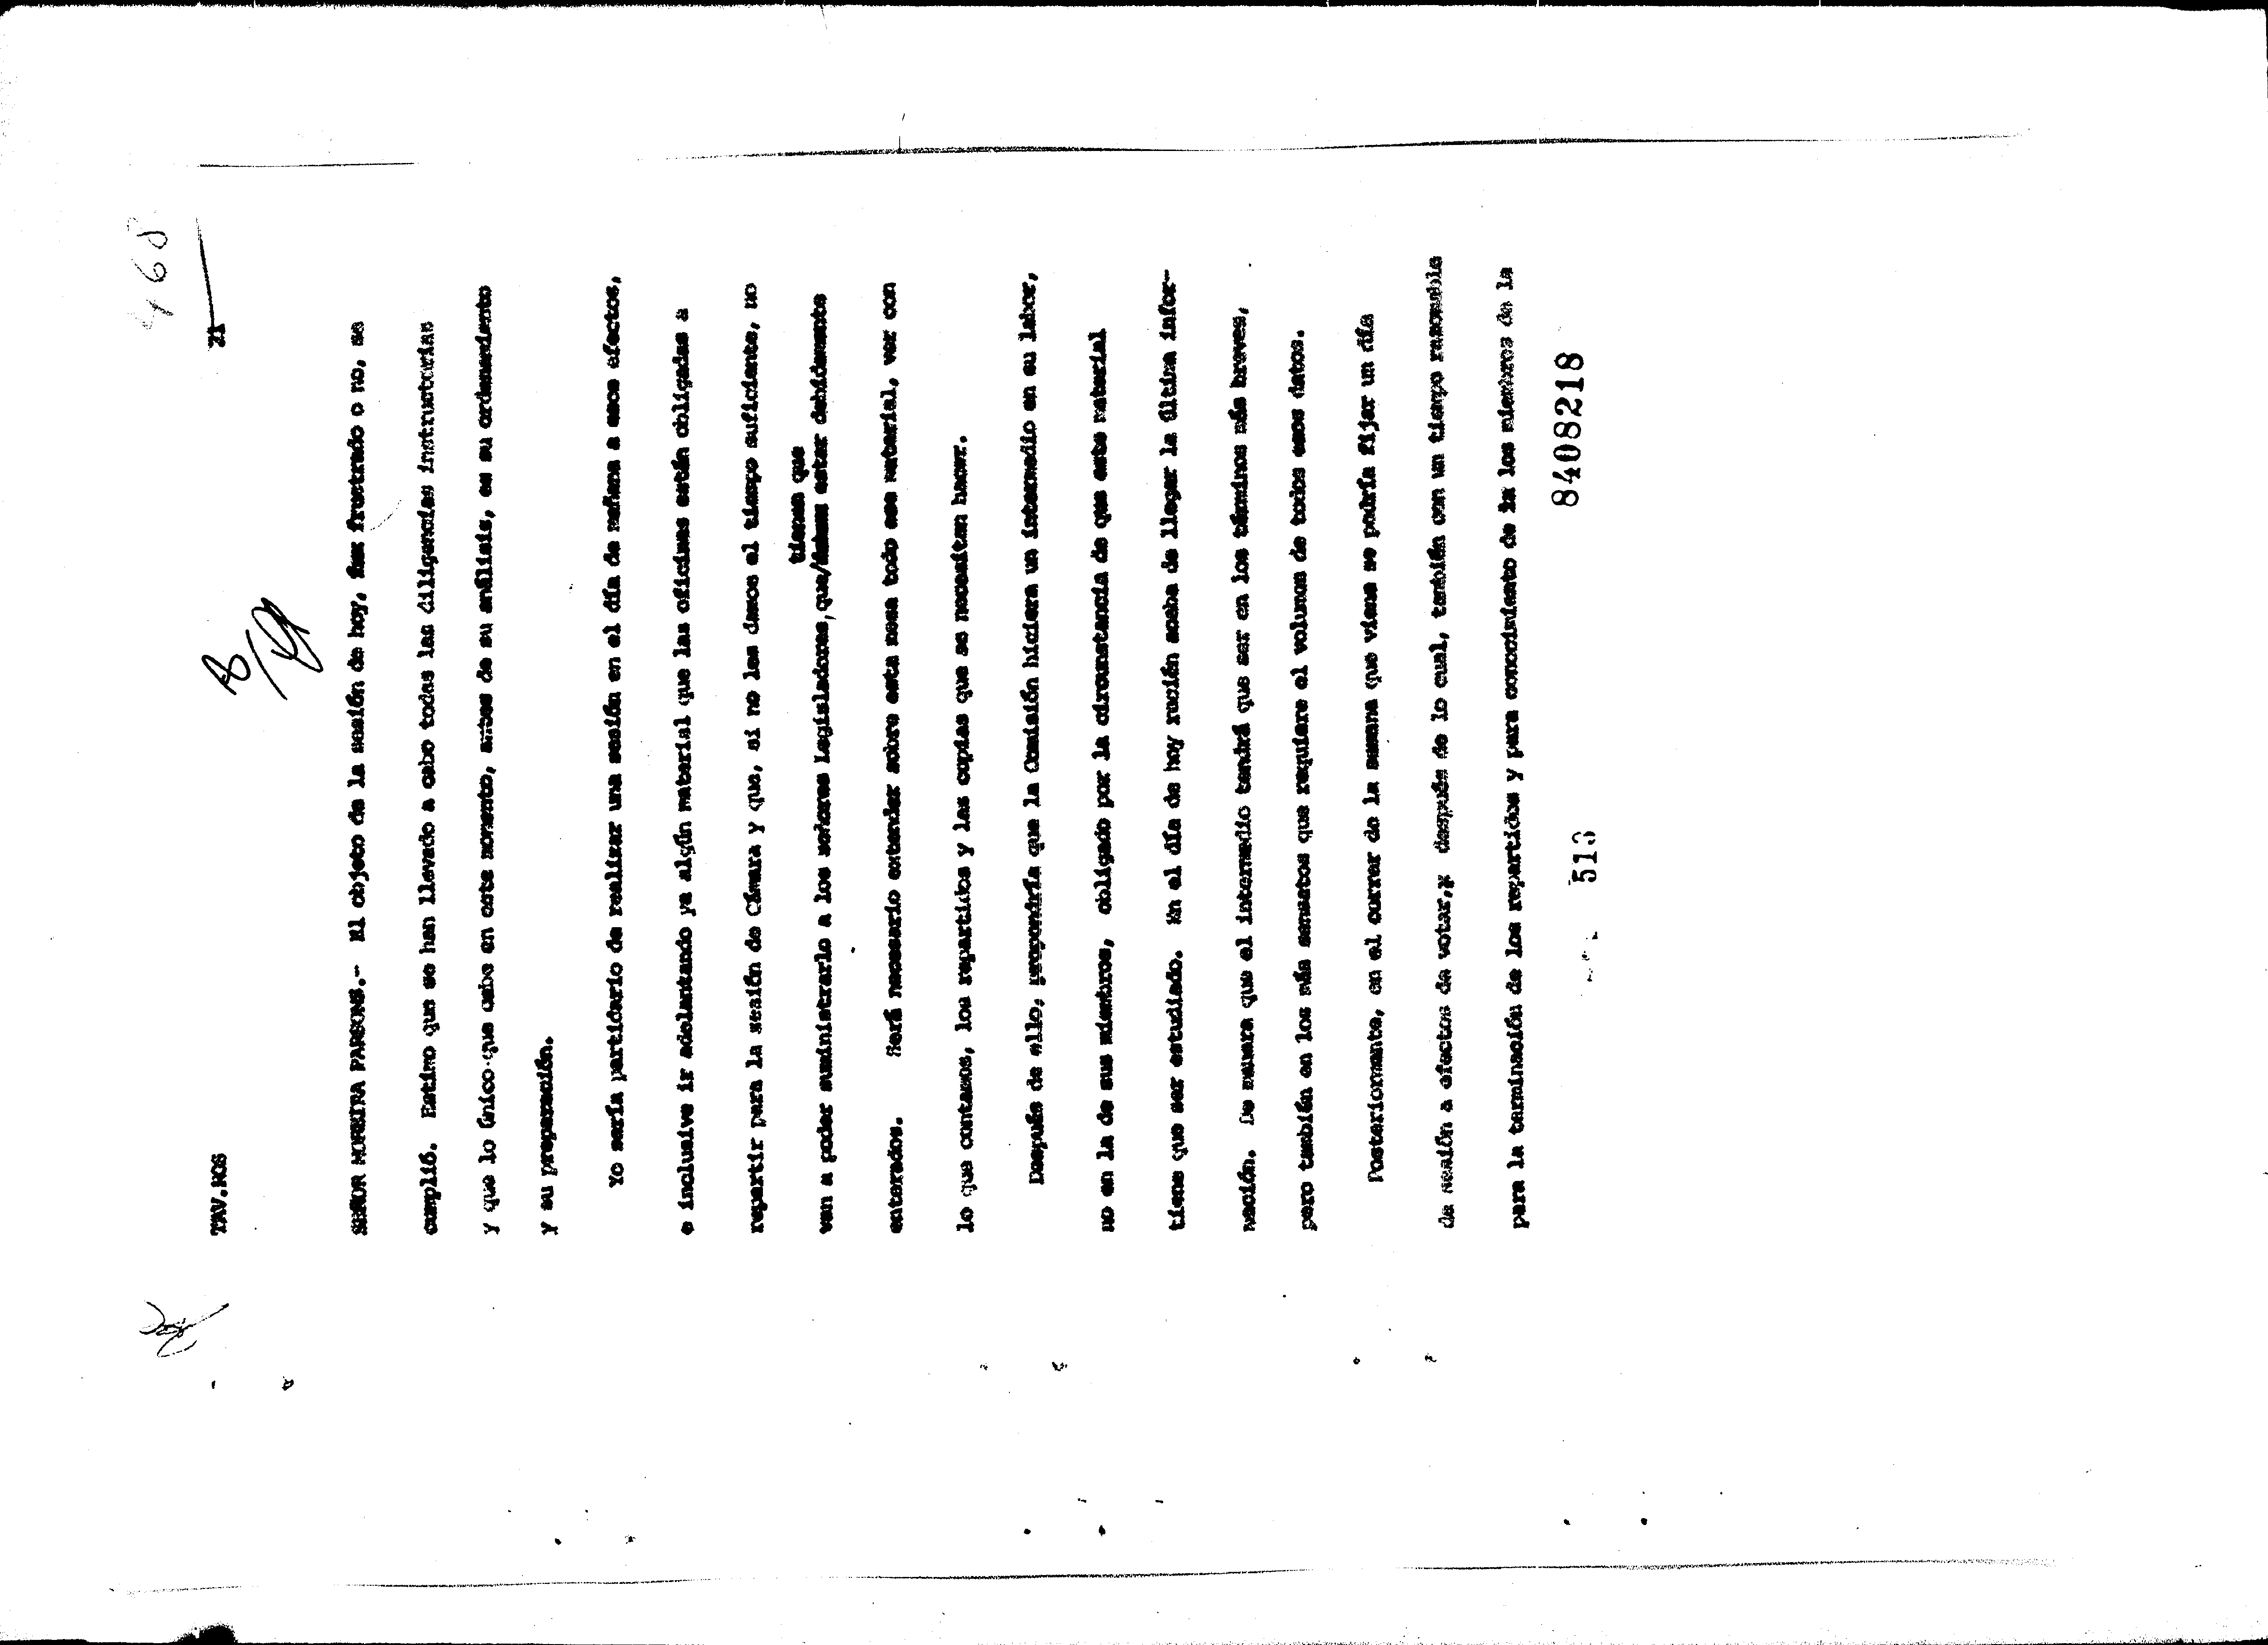 468
TAV.RGS
21
SEÑOR MOREIRA PARSONS.- El objeto de la sesión de hoy, fue frustrado o no, se
cumplió. Estimo que se han llevado a cabo todas las diligencias instructorias
y que lo único que cabe en este momento, antes de su análisis, es su ordenamiento
y su preparación.
Yo sería partidario de realizar una sesión en el día de mañana a esos efectos,
e inclusive ir adelantando ya algún material que las oficinas están obligadas a
repartir para la sesión de Cámara y que, si no les damos el tiempo suficiente, no
tienen que
van a poder suministrarlo a los señores Legisladores, que/deben estar debidamente
enterados. Será necesario extender sobre esta mesa todo ese material, ver con
lo que contamos, los repartidos y las copias que se necesitan hacer.
Después de ello, propondría que la Comisión hiciera un intermedio en su labor,
no en la de sus miembros, obligado por la circunstancia de que este material
tiene que ser estudiado. En el día de hoy recién acaba de llegar la última infor-
mación. De manera que el intermedio tendrá que ser en los términos más breves,
pero también en los más sensatos que requiere el volumen de todos esos datos.
Posteriormente, en el correr de la semana que viene se podría fijar un día
de sesión a efectos de votar, y después de lo cual, también con un tiempo razonable
para la terminación de los repartidos y para conocimiento de la los miembros de la
8408218
513